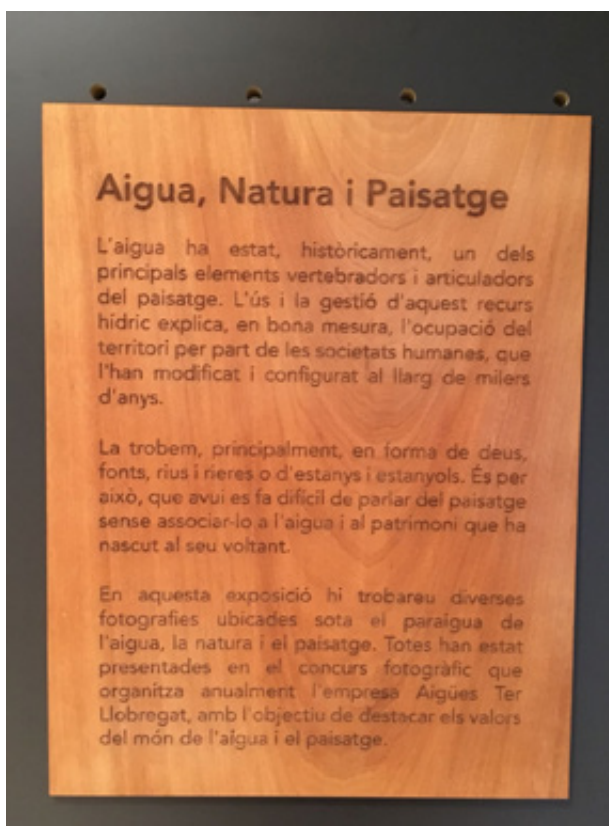 Aigua, Natura i Paisatge
L'aigua ha estat, històricament, un dels
principals elements vertebradors i articuladors
del paisatge. L'ús i la gestió d'aquest recurs
hídric explica, en bona mesura, l'ocupació del
territori per part de les societats humanes, que
l'han modificat i configurat al llarg de milers
d'anys.
La trobem, principalment, en forma de deus,
fonts, rius i rieres o d'estanys i estanyols. És per
això, que avui es fa difícil de parlar del paisatge
sense associar-lo a l'aigua i al patrimoni que ha
nascut al seu voltant.
En aquesta exposició hi trobareu diverses
fotografies ubicades sota el paraigua de
l'aigua, la natura i el paisatge. Totes han estat
presentades en el concurs fotogràfic que
organitza anualment l'empresa Aigües Ter
Llobregat, amb l'objectiu de destacar els valors
del món de l'aigua i el paisatge.